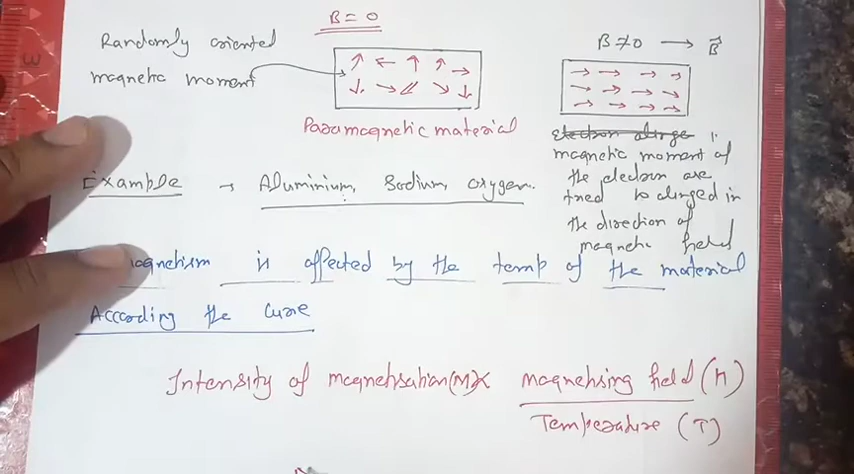 B = 0
Randomly oriented
magnetic moment
Paramagnetic material
B≠0 → B⃗
magnetic moment of
the electron are
tried to alinged in
the direction of
magnetic field
Example → Aluminium, Sodium, oxygen.
magnetism is affected by the temp of the material
According the Curie
Intensity of magnetisation(M)∝ magnetising field (H)
Temperature (T)